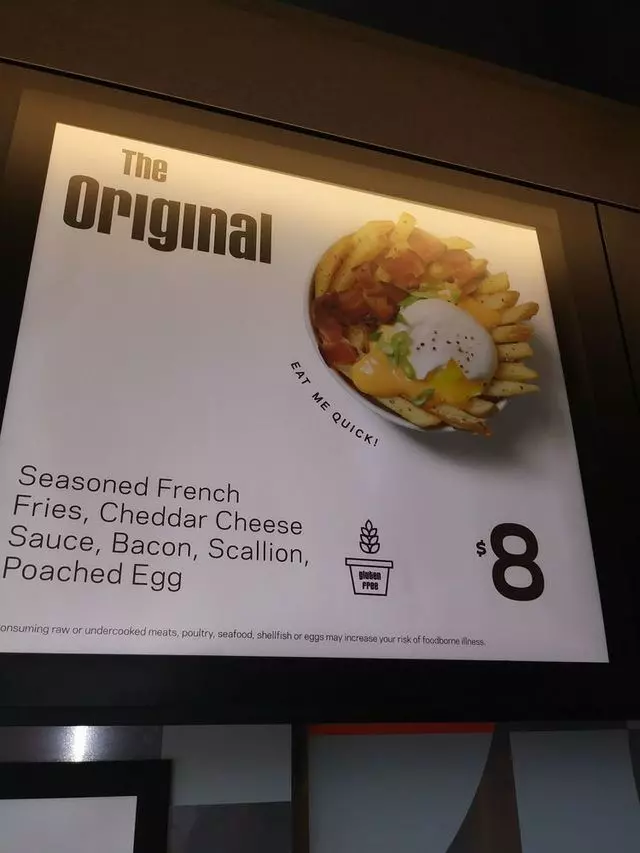 The
Original
EAT ME QUICK!
Seasoned French
Fries, Cheddar Cheese
Sauce, Bacon, Scallion,
Poached Egg
gluten
free
$8
onsuming raw or undercooked meats, poultry, seafood, shellfish or eggs may increase your risk of foodborne illness.